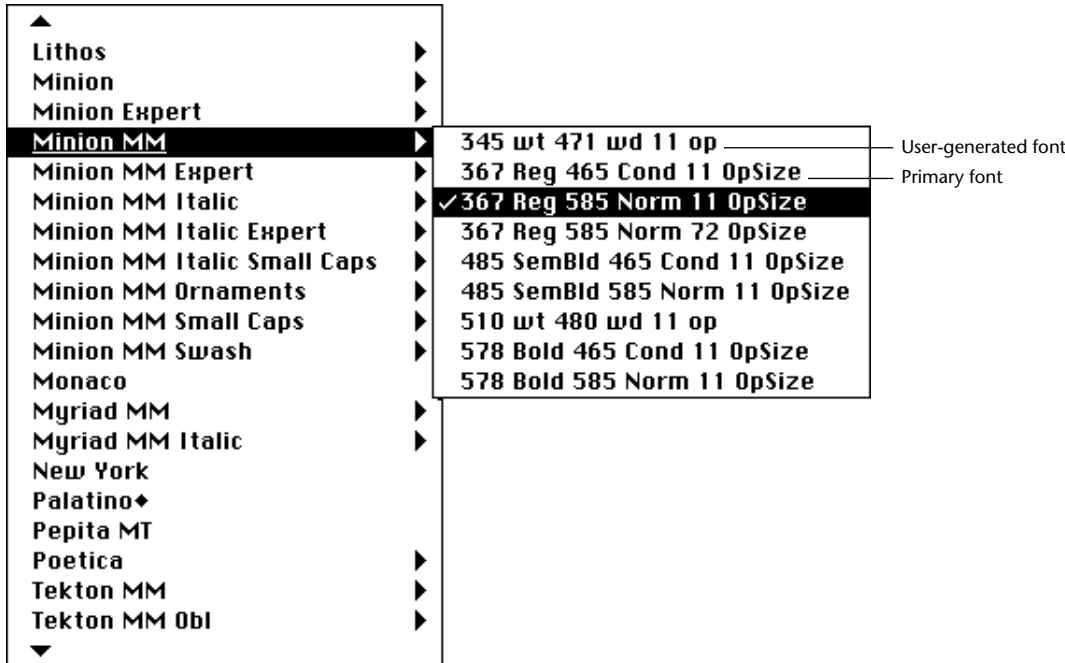 Lithos
Minion
Minion Expert
Minion MM
Minion MM Expert
Minion MM Italic
Minion MM Italic Expert
Minion MM Italic Small Caps
Minion MM Ornaments
Minion MM Small Caps
Minion MM Swash
Monaco
Myriad MM
Myriad MM Italic
New York
Palatino◆
Pepita MT
Poetica
Tekton MM
Tekton MM Obl
345 wt 471 wd 11 op
367 Reg 465 Cond 11 OpSize
✓367 Reg 585 Norm 11 OpSize
367 Reg 585 Norm 72 OpSize
485 SemBld 465 Cond 11 OpSize
485 SemBld 585 Norm 11 OpSize
510 wt 480 wd 11 op
578 Bold 465 Cond 11 OpSize
578 Bold 585 Norm 11 OpSize
User-generated font
Primary font